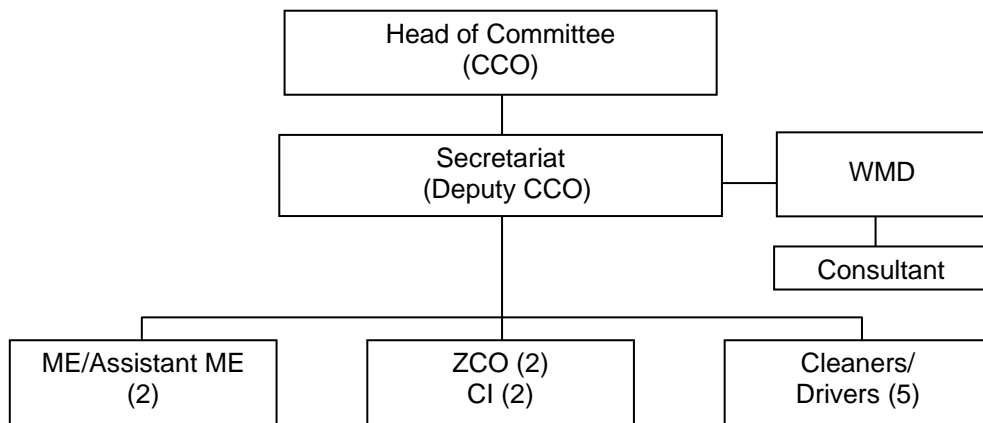 Head of Committee
(CCO)
Secretariat
(Deputy CCO)
WMD
Consultant
ME/Assistant ME
(2)
ZCO (2)
CI (2)
Cleaners/
Drivers (5)